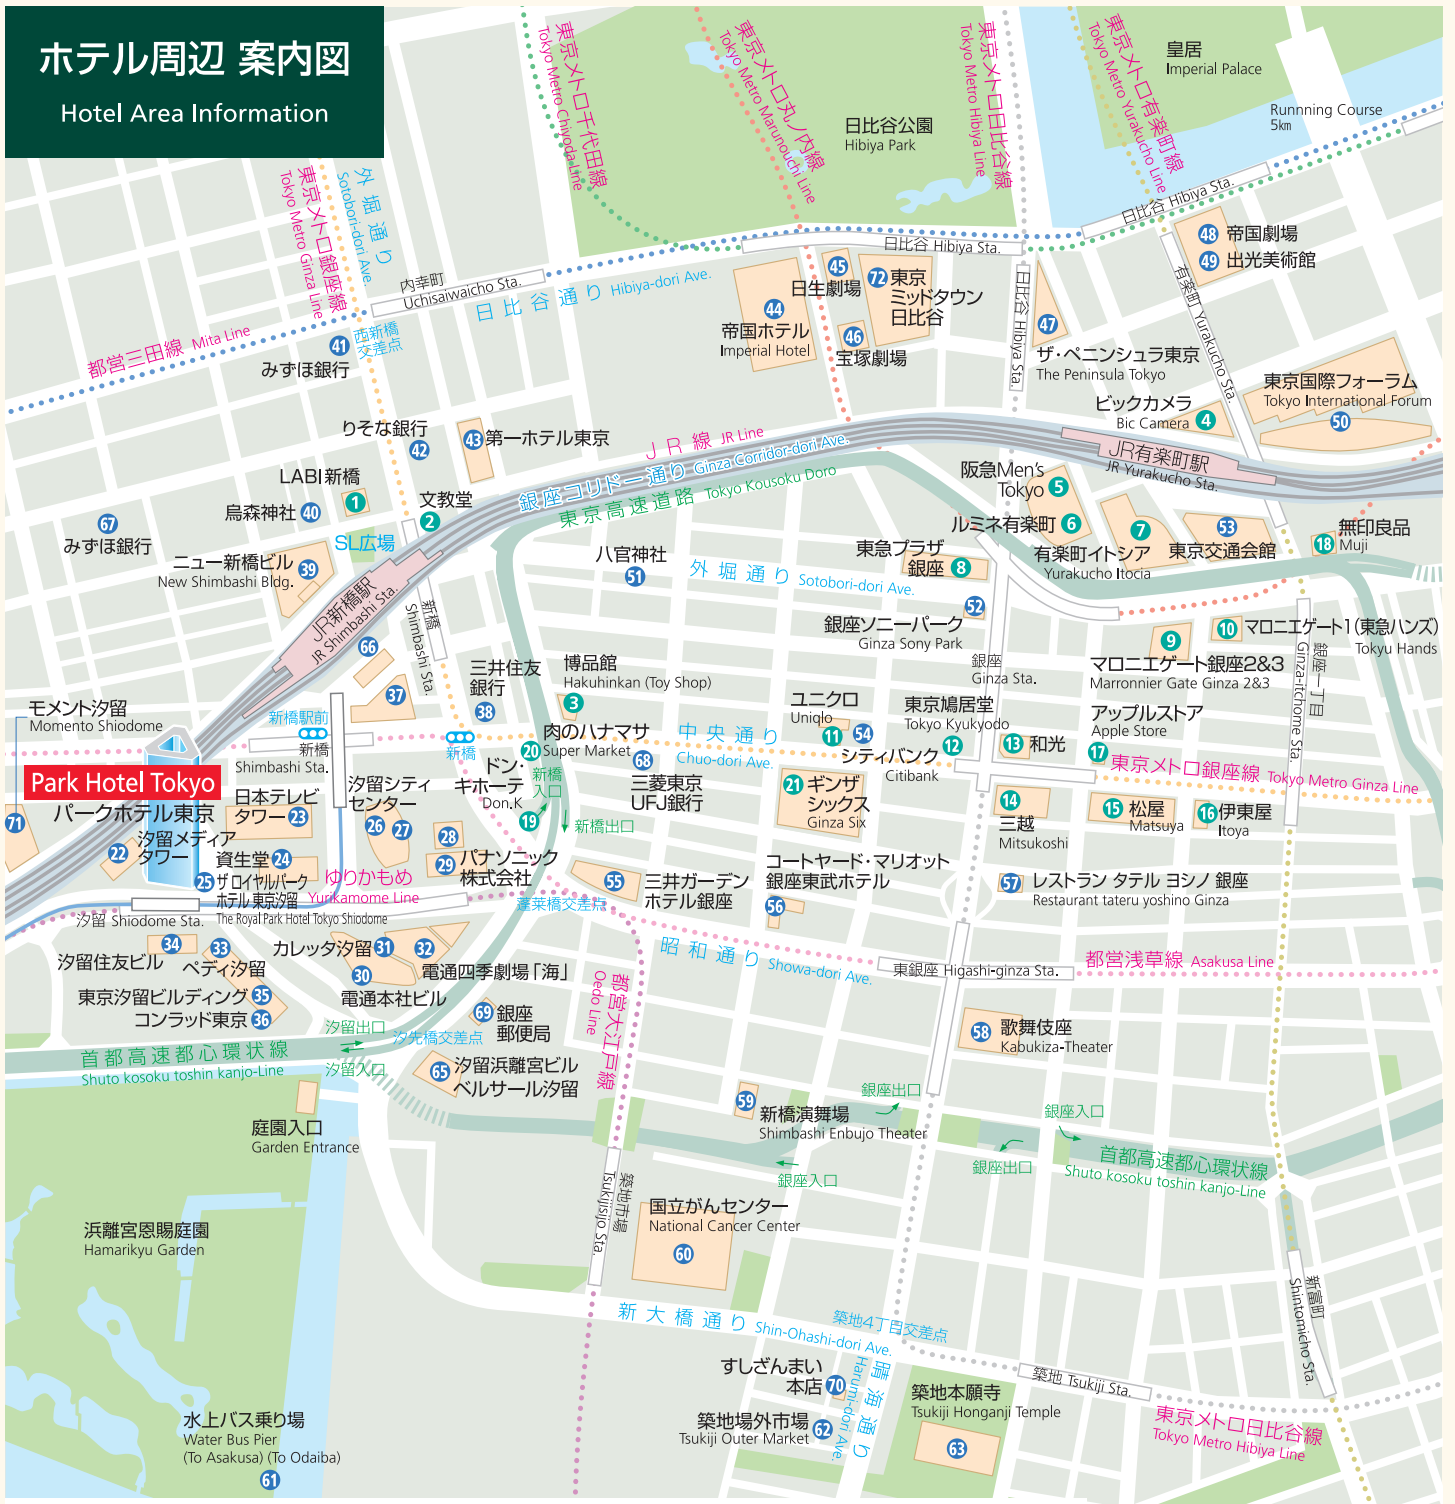 ホテル周辺 案内図
Hotel Area Information
東京メトロ千代田線
Tokyo Metro Chiyoda Line
東京メトロ丸ノ内線
Tokyo Metro Marunouchi Line
東京メトロ日比谷線
Tokyo Metro Hibiya Line
東京メトロ有楽町線
Tokyo Metro Yurakucho Line
皇居
Imperial Palace
Runnning Course
5km
日比谷公園
Hibiya Park
外堀通り
Sotobori-dori Ave.
東京メトロ銀座線
Tokyo Metro Ginza Line
内幸町
Uchisaiwaicho Sta.
日比谷通り Hibiya-dori Ave.
日比谷 Hibiya Sta.
日比谷 Hibiya Sta.
日比谷 Hibiya Sta.
有楽町 Yurakucho Sta.
48 帝国劇場
49 出光美術館
45
日生劇場
72 東京
ミッドタウン
日比谷
44
帝国ホテル
Imperial Hotel
46
宝塚劇場
47
ザ・ペニンシュラ東京
The Peninsula Tokyo
都営三田線 Mita Line
41
みずほ銀行
西新橋
交差点
東京国際フォーラム
Tokyo International Forum
50
ビックカメラ
Bic Camera
4
りそな銀行
42
43 第一ホテル東京
JR線 JR Line
銀座コリドー通り Ginza Corridor-dori Ave.
東京高速道路 Tokyo Kousoku Doro
JR有楽町駅
JR Yurakucho Sta.
LABI新橋
1
烏森神社 40
文教堂
2
SL広場
67
みずほ銀行
ニュー新橋ビル
New Shimbashi Bldg.
39
阪急Men's
Tokyo 5
ルミネ有楽町 6
7
有楽町イトシア
Yurakucho Itocia
53
東京交通会館
無印良品
18 Muji
八官神社
51
外堀通り Sotobori-dori Ave.
東急プラザ
銀座 8
52
銀座ソニーパーク
Ginza Sony Park
JR新橋駅
JR Shimbashi Sta.
新橋
Shimbashi Sta.
66
37
9
マロニエゲート銀座2&3
Marronnier Gate Ginza 2&3
10 マロニエゲート1(東急ハンズ)
Tokyu Hands
銀座一丁目
Ginza-itchome Sta.
銀座
Ginza Sta.
三井住友
銀行
38
博品館
Hakuhinkan (Toy Shop)
3
モメント汐留
Momento Shiodome
新橋駅前
新橋
Shimbashi Sta.
新橋
20 肉のハナマサ
Super Market
中央通り
Chuo-dori Ave.
ユニクロ
Uniqlo
11
54
シティバンク
Citibank
東京鳩居堂
Tokyo Kyukyodo
12
13 和光
アップルストア
Apple Store
17
東京メトロ銀座線 Tokyo Metro Ginza Line
Park Hotel Tokyo
パークホテル東京
71
日本テレビ
タワー 23
汐留シティ
センター
26
27
28
29 パナソニック
株式会社
ドン・
キホーテ
Don.K
19
新橋
入口
新橋出口
68
三菱東京
UFJ銀行
21 ギンザ
シックス
Ginza Six
14
三越
Mitsukoshi
15 松屋
Matsuya
16 伊東屋
Itoya
汐留メディア
タワー
22
資生堂 24
25 ザ ロイヤルパーク
ホテル 東京汐留
The Royal Park Hotel Tokyo Shiodome
ゆりかもめ
Yurikamome Line
汐留 Shiodome Sta.
55 三井ガーデン
ホテル銀座
蓬莱橋交差点
コートヤード・マリオット
銀座東武ホテル
56
57 レストラン タテル ヨシノ 銀座
Restaurant tateru yoshino Ginza
34
汐留住友ビル
33
ペディ汐留
カレッタ汐留 31
32
30
電通四季劇場「海」
電通本社ビル
東京汐留ビルディング 35
コンラッド東京 36
昭和通り Showa-dori Ave.
東銀座 Higashi-ginza Sta.
都営浅草線 Asakusa Line
都営大江戸線
Oedo Line
69 銀座
郵便局
汐先橋交差点
汐留出口
汐留入口
首都高速都心環状線
Shuto kosoku toshin kanjo-Line
65 汐留浜離宮ビル
ベルサール汐留
58 歌舞伎座
Kabukiza-Theater
庭園入口
Garden Entrance
59
新橋演舞場
Shimbashi Enbujo Theater
銀座出口
銀座入口
銀座出口
銀座入口
首都高速都心環状線
Shuto kosoku toshin kanjo-Line
築地市場
Tsukijisijo Sta.
国立がんセンター
National Cancer Center
60
浜離宮恩賜庭園
Hamarikyu Garden
新大橋通り Shin-Ohashi-dori Ave.
築地4丁目交差点
新富町
Shintomicho Sta.
すしざんまい
本店 70
晴海通り
Harumi-dori Ave.
築地 Tsukiji Sta.
築地場外市場
Tsukiji Outer Market
62
築地本願寺
Tsukiji Honganji Temple
63
東京メトロ日比谷線
Tokyo Metro Hibiya Line
水上バス乗り場
Water Bus Pier
(To Asakusa) (To Odaiba)
61